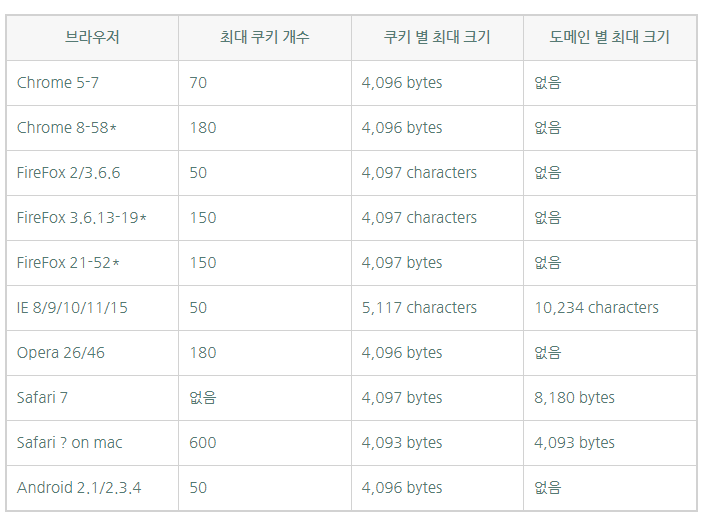 브라우저 최대 쿠키 개수 쿠키 별 최대 크기 도메인 별 최대 크기
Chrome 5-7 70 4,096 bytes 없음
Chrome 8-58* 180 4,096 bytes 없음
FireFox 2/3.6.6 50 4,097 characters 없음
FireFox 3.6.13-19* 150 4,097 characters 없음
FireFox 21-52* 150 4,097 bytes 없음
IE 8/9/10/11/15 50 5,117 characters 10,234 characters
Opera 26/46 180 4,096 bytes 없음
Safari 7 없음 4,097 bytes 8,180 bytes
Safari ? on mac 600 4,093 bytes 4,093 bytes
Android 2.1/2.3.4 50 4,096 bytes 없음